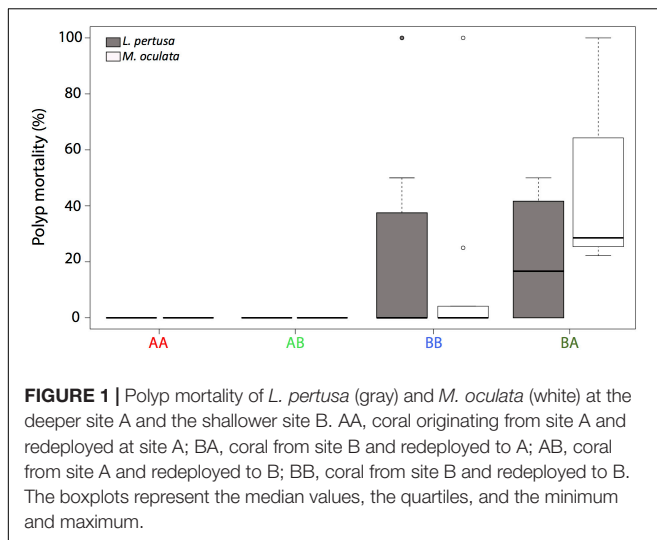 100
80
60
40
20
0
Polyp mortality (%)
L. pertusa
M. oculata
AA AB BB BA
FIGURE 1 | Polyp mortality of L. pertusa (gray) and M. oculata (white) at the
deeper site A and the shallower site B. AA, coral originating from site A and
redeployed at site A; BA, coral from site B and redeployed to A; AB, coral
from site A and redeployed to B; BB, coral from site B and redeployed to B.
The boxplots represent the median values, the quartiles, and the minimum
and maximum.